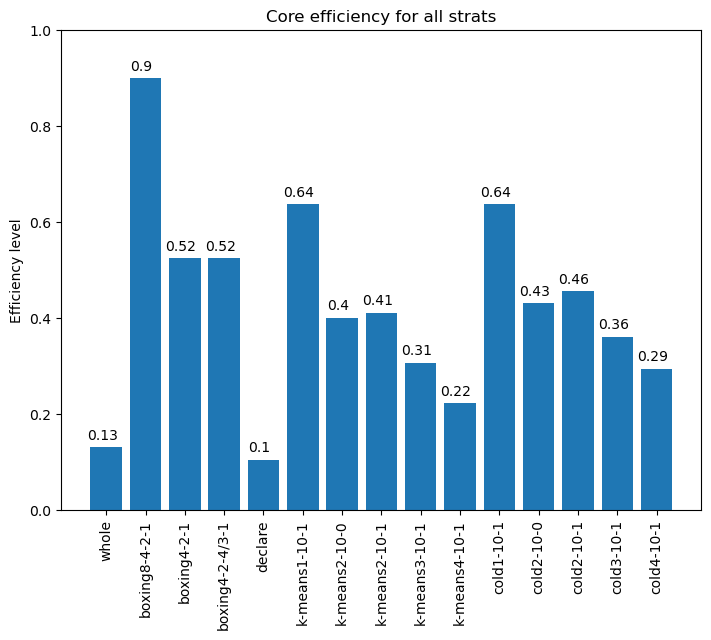 Core efficiency for all strats
Efficiency level
1.0
0.8
0.6
0.4
0.2
0.0
0.13
0.9
0.52
0.52
0.1
0.64
0.4
0.41
0.31
0.22
0.64
0.43
0.46
0.36
0.29
whole
boxing8-4-2-1
boxing4-2-1
boxing4-2-4/3-1
declare
k-means1-10-1
k-means2-10-0
k-means2-10-1
k-means3-10-1
k-means4-10-1
cold1-10-1
cold2-10-0
cold2-10-1
cold3-10-1
cold4-10-1